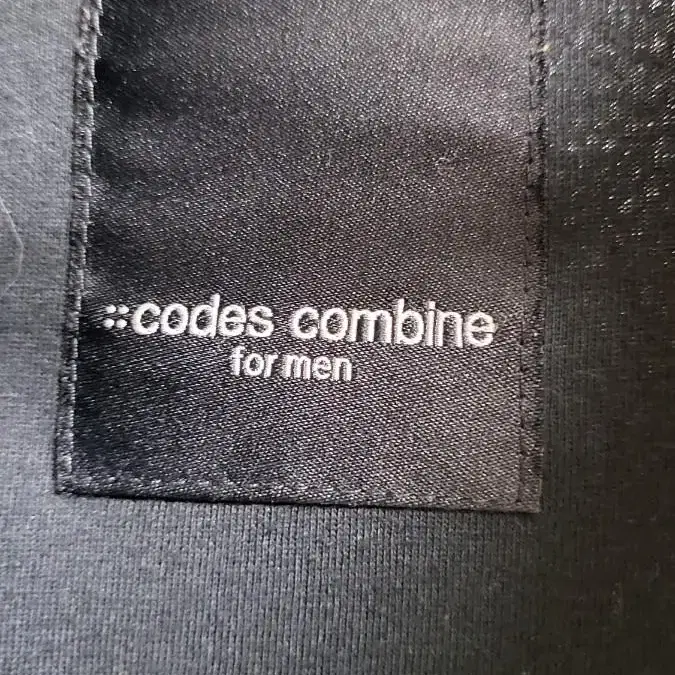 ::codes combine
for men